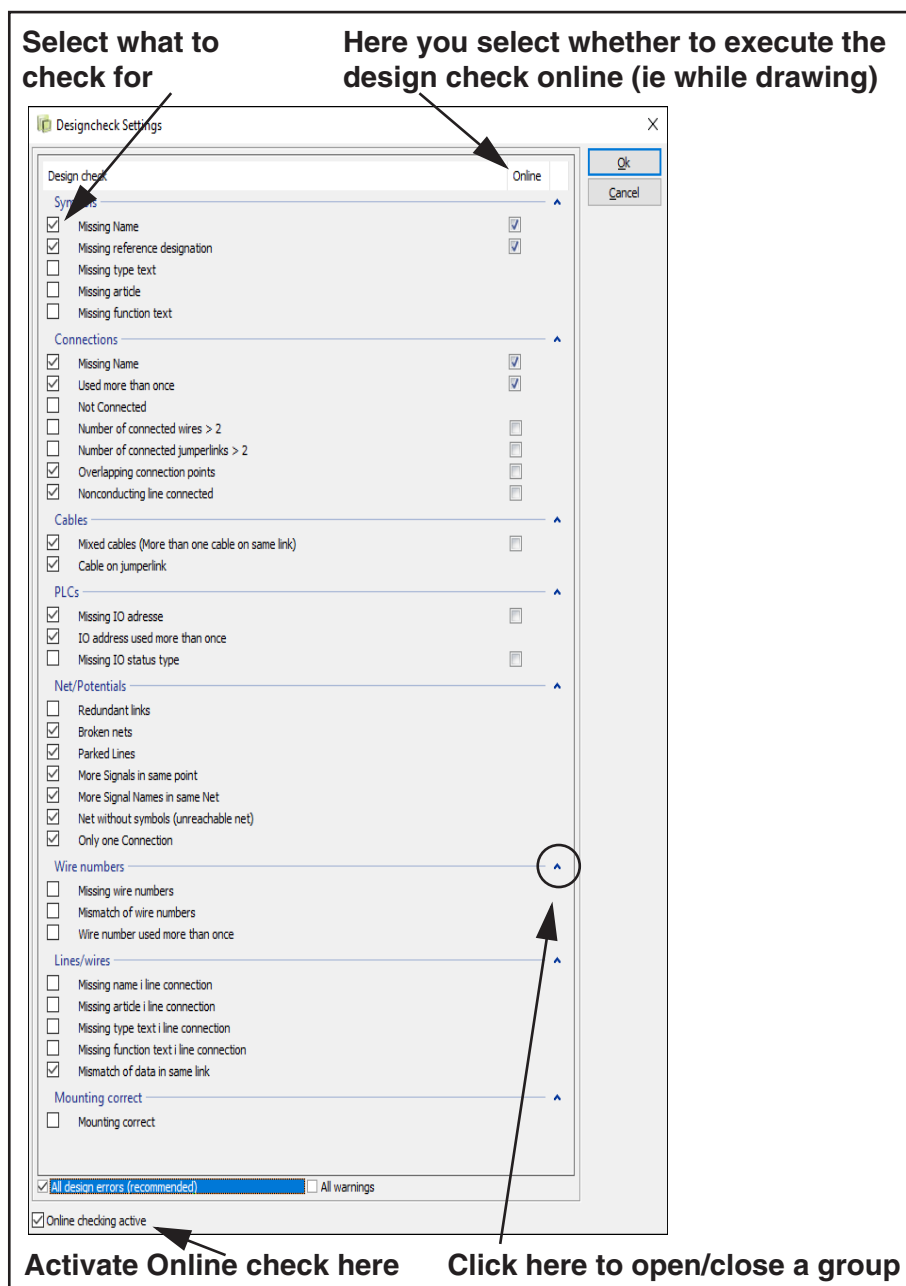 Select what to
check for
Here you select whether to execute the
design check online (ie while drawing)
Designcheck Settings
Design check
Online
Ok
Cancel
Symbols
Missing Name
Missing reference designation
Missing type text
Missing article
Missing function text
Connections
Missing Name
Used more than once
Not Connected
Number of connected wires > 2
Number of connected jumperlinks > 2
Overlapping connection points
Nonconducting line connected
Cables
Mixed cables (More than one cable on same link)
Cable on jumperlink
PLCs
Missing IO adresse
IO address used more than once
Missing IO status type
Net/Potentials
Redundant links
Broken nets
Parked Lines
More Signals in same point
More Signal Names in same Net
Net without symbols (unreachable net)
Only one Connection
Wire numbers
Missing wire numbers
Mismatch of wire numbers
Wire number used more than once
Lines/wires
Missing name i line connection
Missing article i line connection
Missing type text i line connection
Missing function text i line connection
Mismatch of data in same link
Mounting correct
Mounting correct
All design errors (recommended)
All warnings
Online checking active
Activate Online check here
Click here to open/close a group